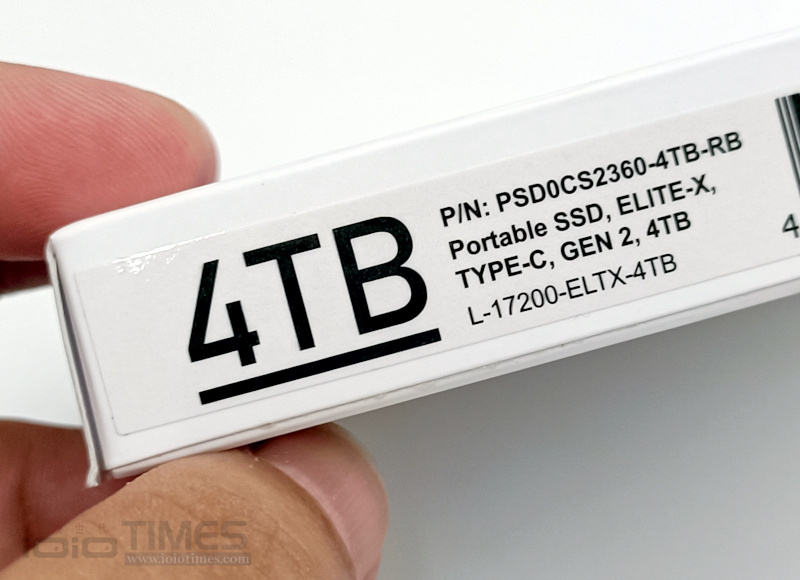 4TB
P/N: PSD0CS2360-4TB-RB
Portable SSD, ELITE-X,
TYPE-C, GEN 2, 4TB
L-17200-ELTX-4TB
4
ioio TIMES
www.ioiotimes.com